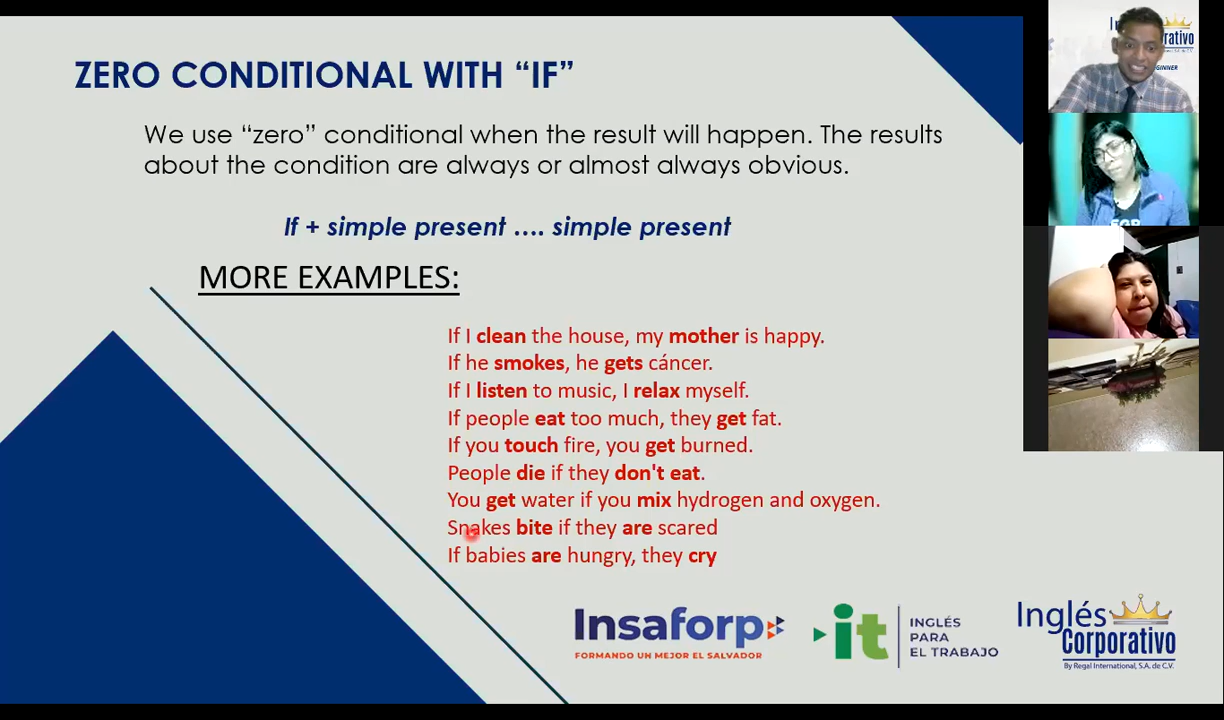 ZERO CONDITIONAL WITH “IF”
We use “zero” conditional when the result will happen. The results
about the condition are always or almost always obvious.
If + simple present .... simple present
MORE EXAMPLES:
If I clean the house, my mother is happy.
If he smokes, he gets cáncer.
If I listen to music, I relax myself.
If people eat too much, they get fat.
If you touch fire, you get burned.
People die if they don't eat.
You get water if you mix hydrogen and oxygen.
Snakes bite if they are scared
If babies are hungry, they cry
Insaforp
FORMANDO UN MEJOR EL SALVADOR
it
INGLÉS
PARA
EL TRABAJO
Inglés
Corporativo
By Regal International, S.A. de C.V.